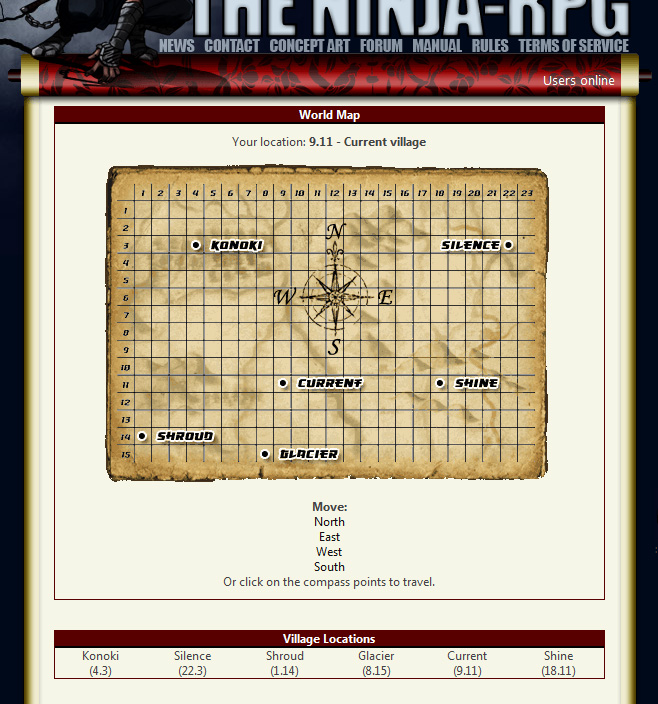 THE NINJA-RPG
NEWS CONTACT CONCEPT ART FORUM MANUAL RULES TERMS OF SERVICE
Users online
World Map
Your location: 9.11 - Current village
1 2 3 4 5 6 7 8 9 10 11 12 13 14 15 16 17 18 19 20 21 22 23
1
2
N
3 KONOKI SILENCE
4
5
6 W E
7
8
S
9
10
11 CURRENT SHINE
12
13
14 SHROUD
15 GLACIER
Move:
North
East
West
South
Or click on the compass points to travel.
Village Locations
Konoki Silence Shroud Glacier Current Shine
(4.3) (22.3) (1.14) (8.15) (9.11) (18.11)